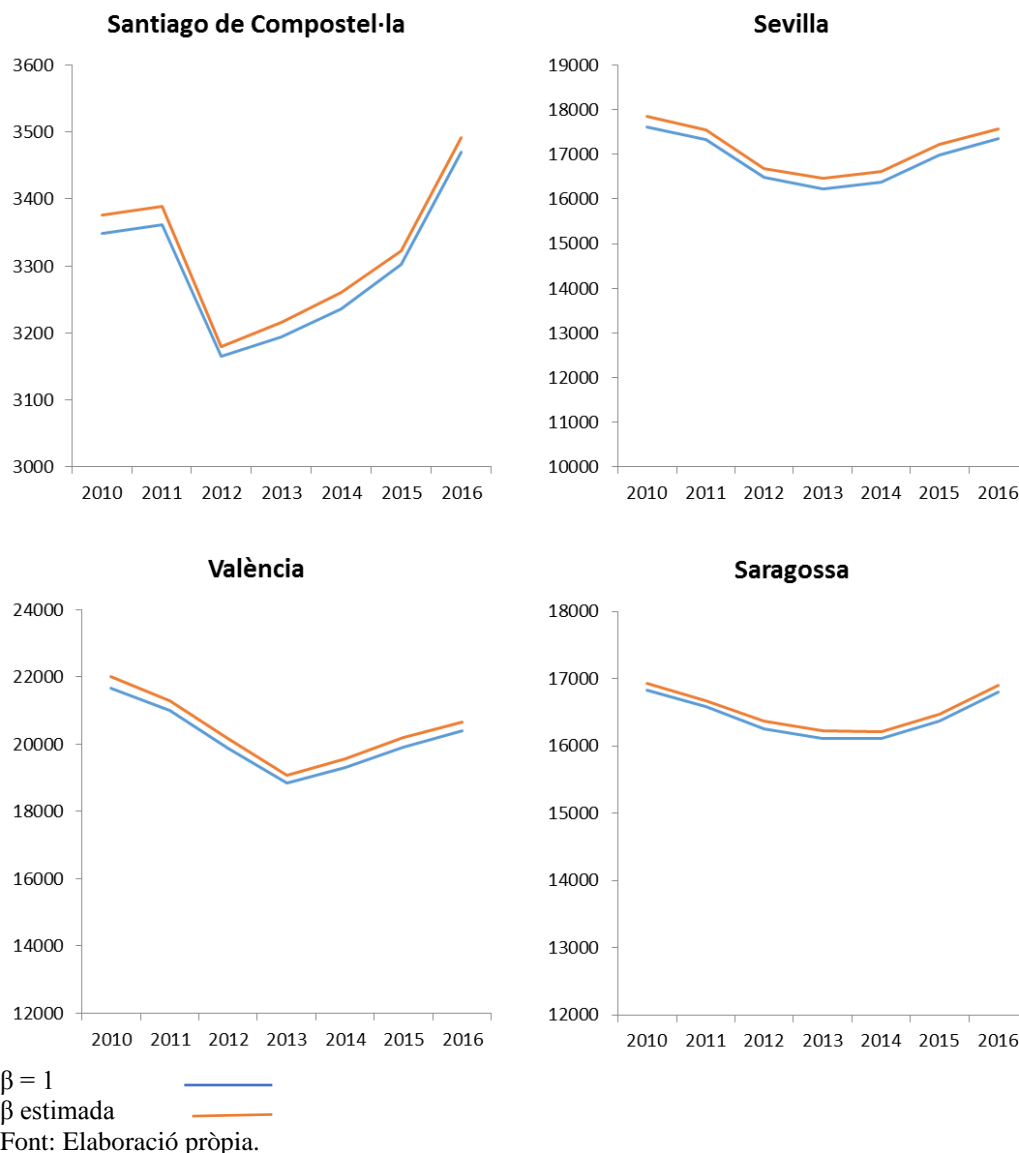 Santiago de Compostel·la
3600
3500
3400
3300
3200
3100
3000
2010 2011 2012 2013 2014 2015 2016
Sevilla
19000
18000
17000
16000
15000
14000
13000
12000
11000
10000
2010 2011 2012 2013 2014 2015 2016
València
24000
22000
20000
18000
16000
14000
12000
2010 2011 2012 2013 2014 2015 2016
Saragossa
18000
17000
16000
15000
14000
13000
12000
2010 2011 2012 2013 2014 2015 2016
β = 1
β estimada
Font: Elaboració pròpia.